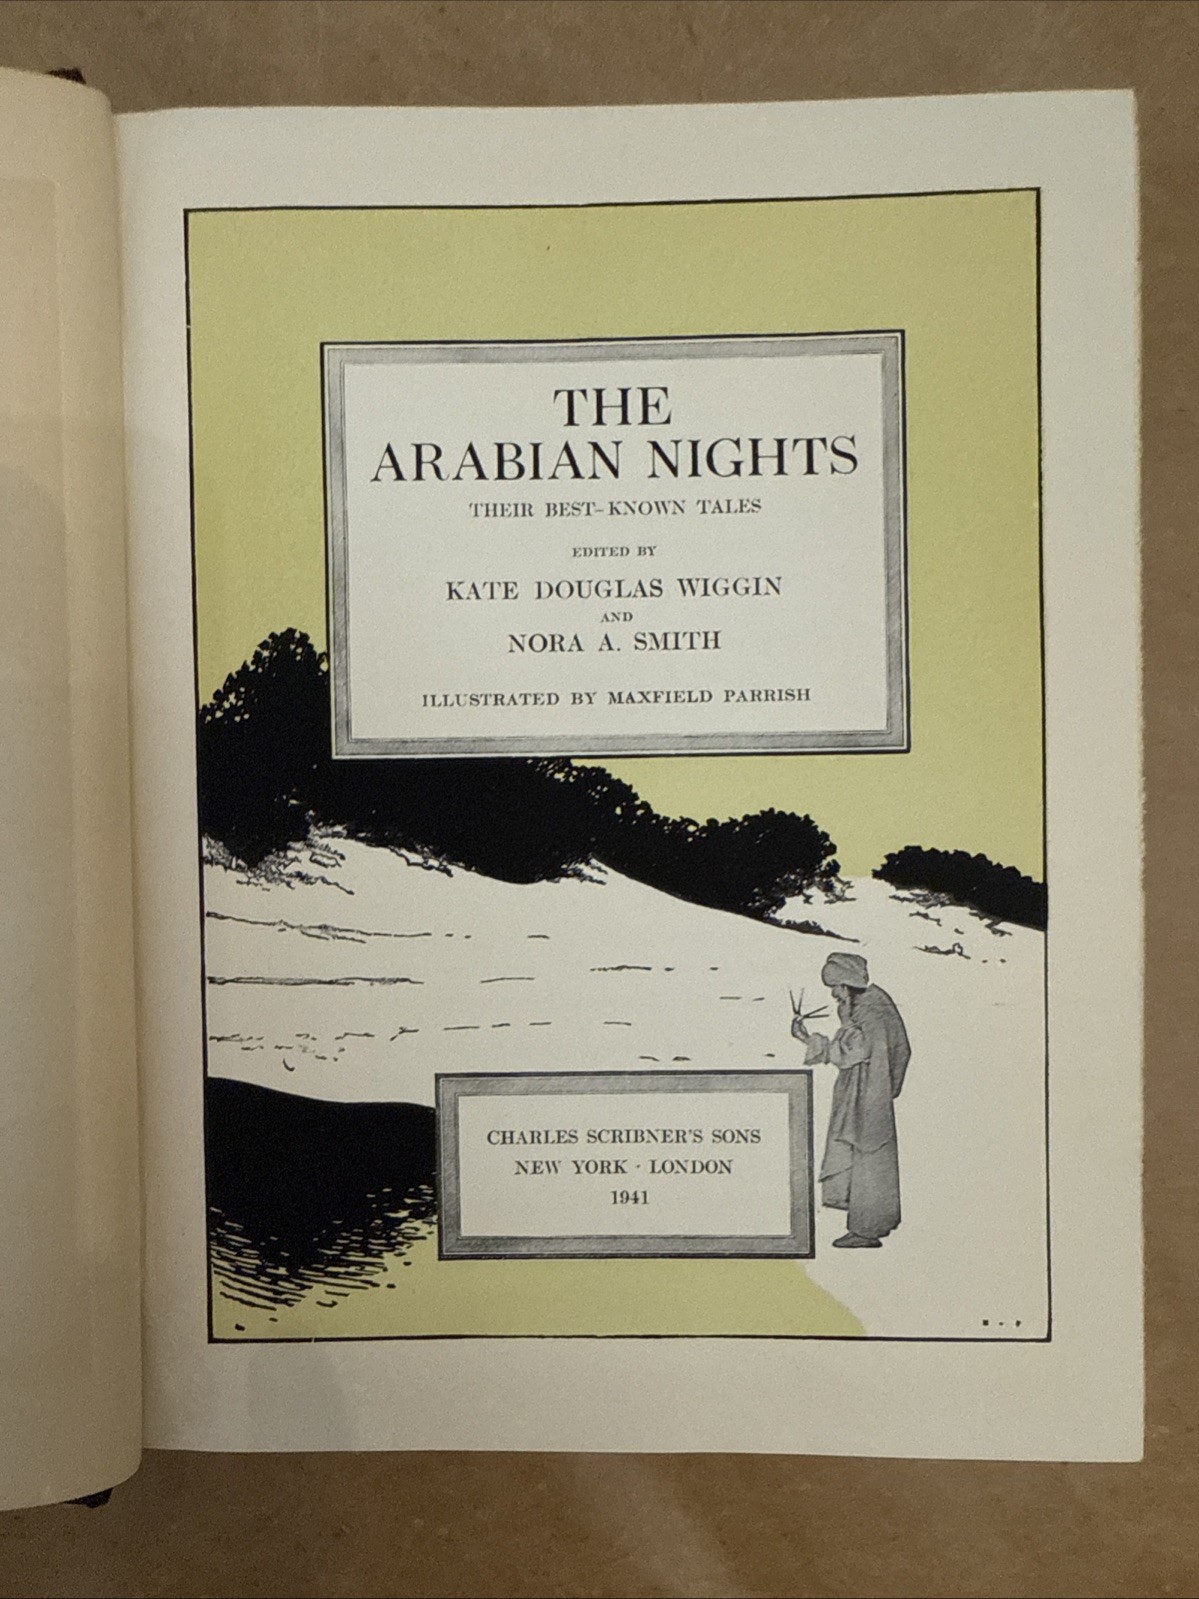 THE
ARABIAN NIGHTS
THEIR BEST-KNOWN TALES
EDITED BY
KATE DOUGLAS WIGGIN
AND
NORA A. SMITH
ILLUSTRATED BY MAXFIELD PARRISH
CHARLES SCRIBNER'S SONS
NEW YORK · LONDON
1941